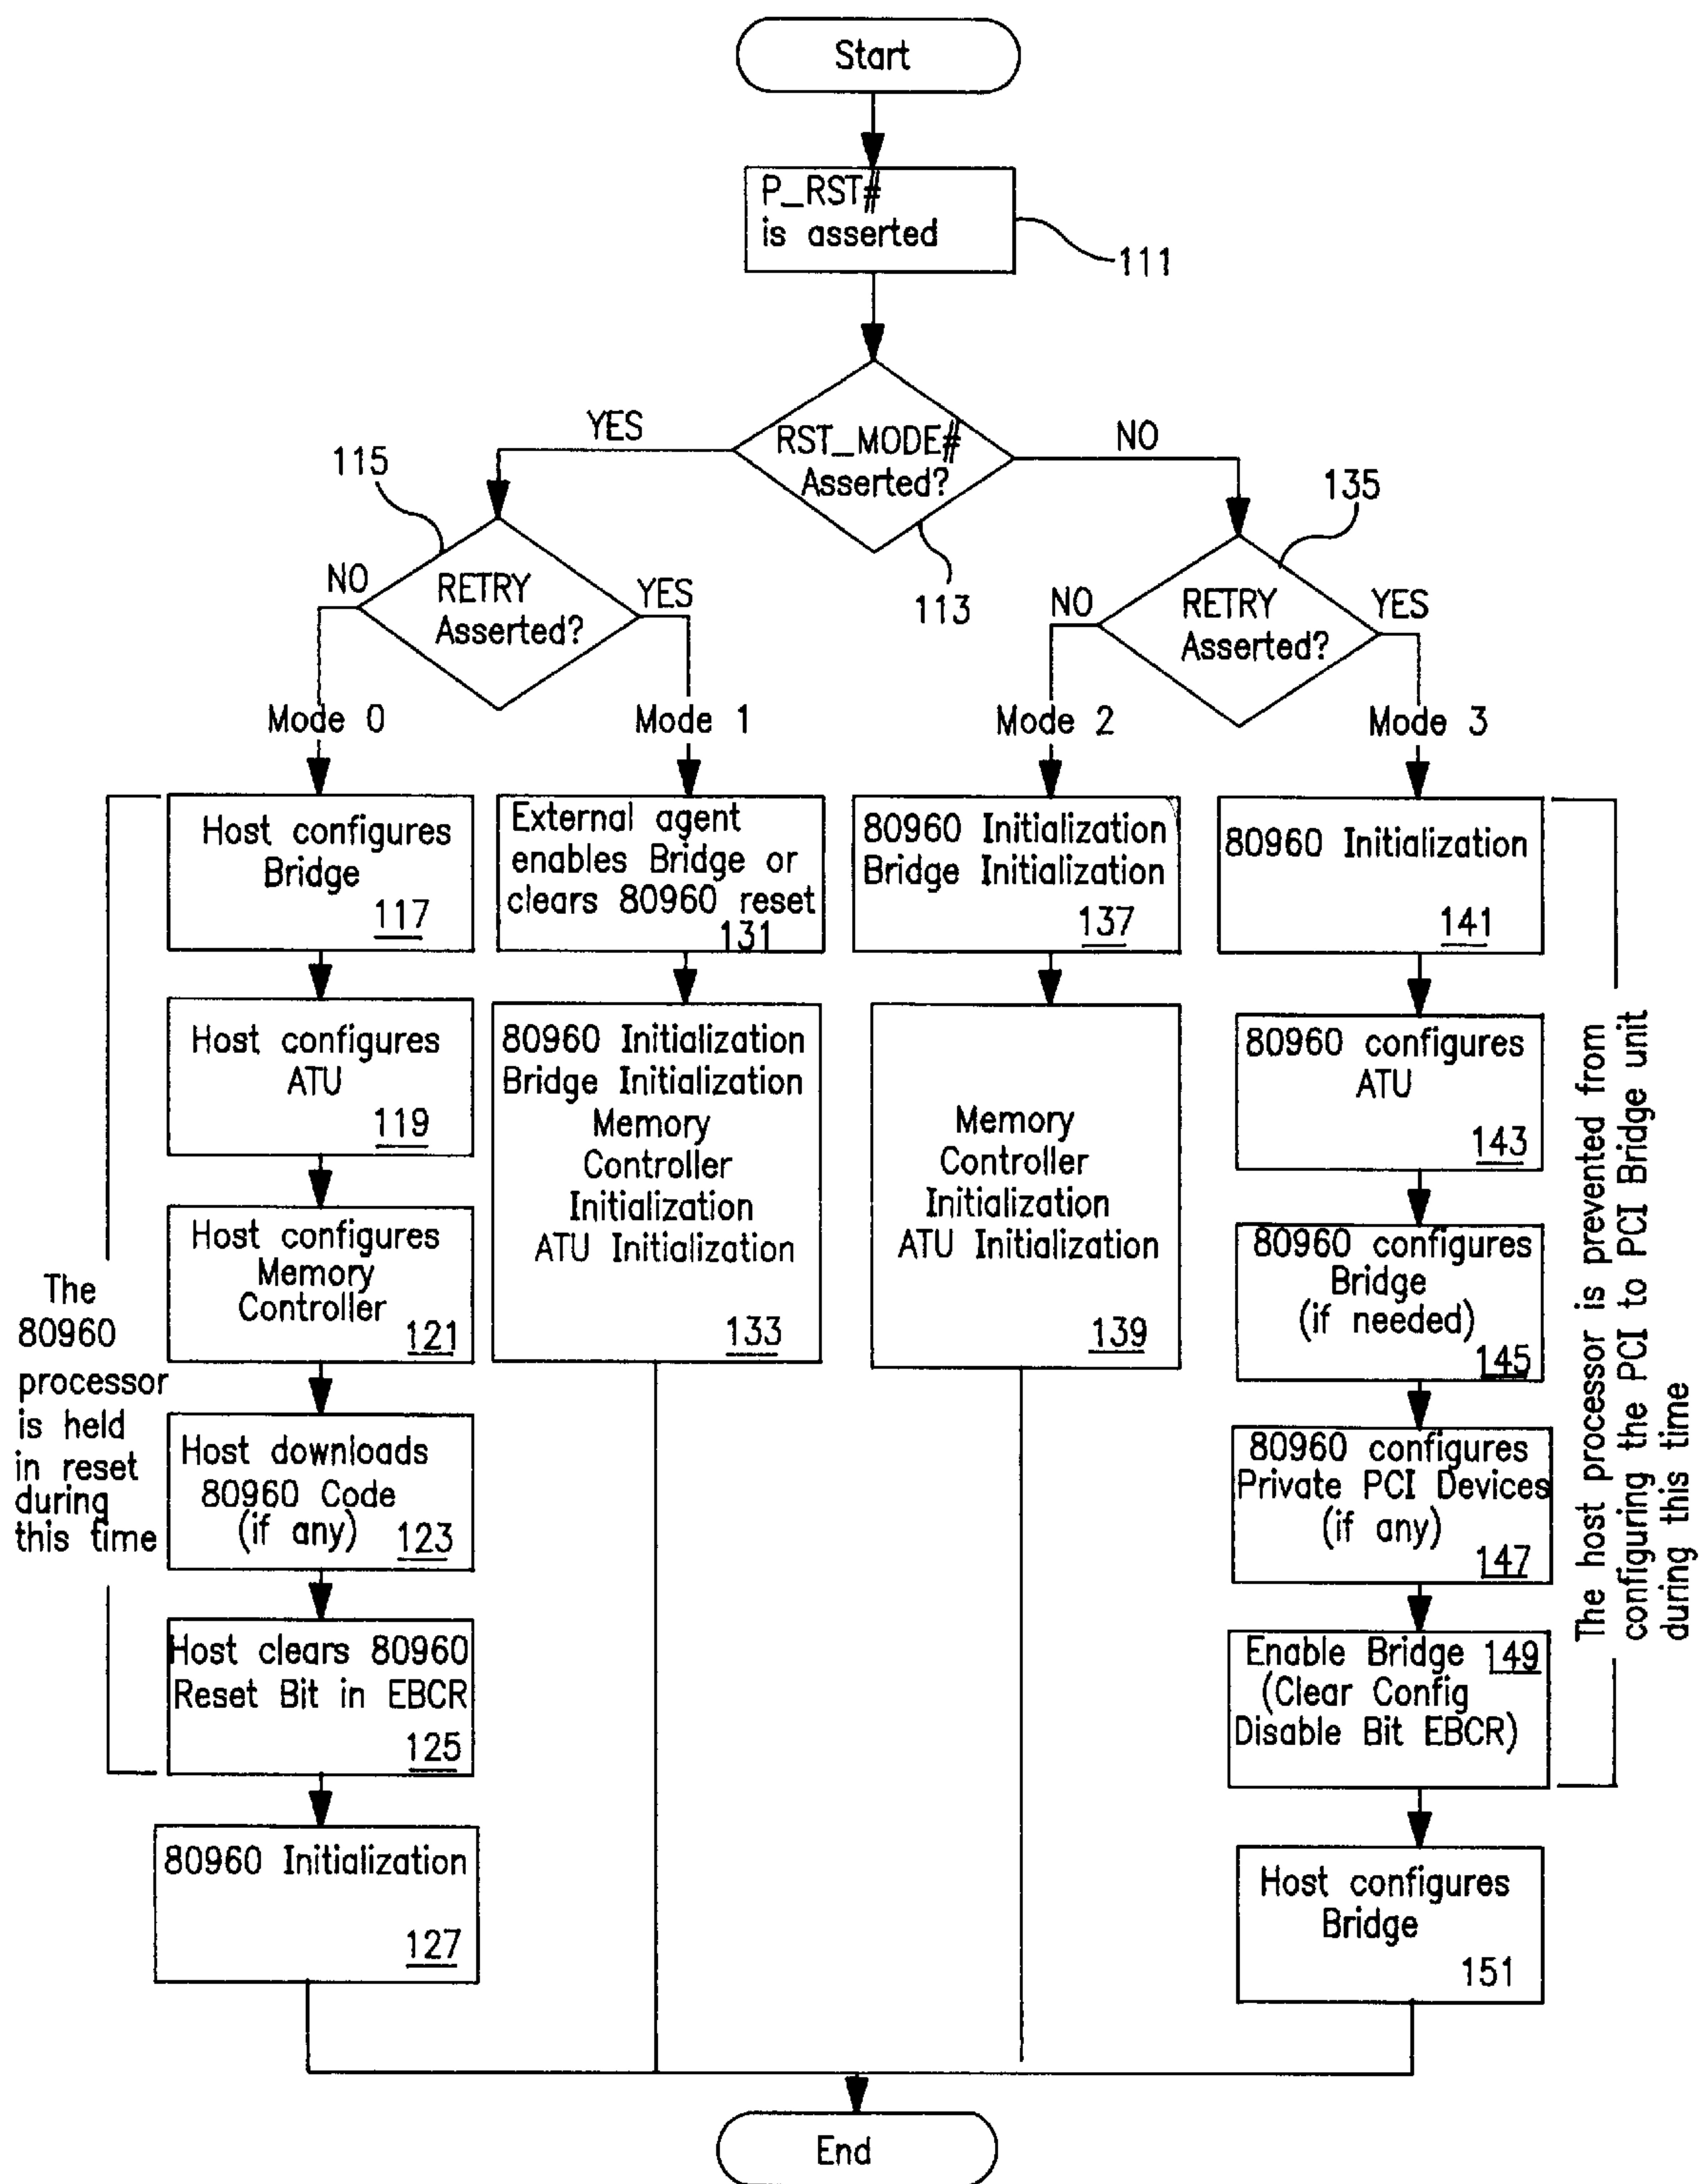 Start
P_RST#
is asserted
111
RST_MODE#
Asserted?
YES
NO
113
115
135
RETRY
Asserted?
NO
YES
RETRY
Asserted?
NO
YES
Mode 0
Mode 1
Mode 2
Mode 3
Host configures
Bridge
117
Host configures
ATU
119
Host configures
Memory
Controller
121
Host downloads
80960 Code
(if any)
123
Host clears 80960
Reset Bit in EBCR
125
80960 Initialization
127
The
80960
processor
is held
in reset
during
this time
External agent
enables Bridge or
clears 80960 reset
131
80960 Initialization
Bridge Initialization
Memory
Controller
Initialization
ATU Initialization
133
80960 Initialization
Bridge Initialization
137
Memory
Controller
Initialization
ATU Initialization
139
80960 Initialization
141
80960 configures
ATU
143
80960 configures
Bridge
(if needed)
145
80960 configures
Private PCI Devices
(if any)
147
Enable Bridge 149
(Clear Config
Disable Bit EBCR)
Host configures
Bridge
151
The host processor is prevented from
configuring the PCI to PCI Bridge unit
during this time
End